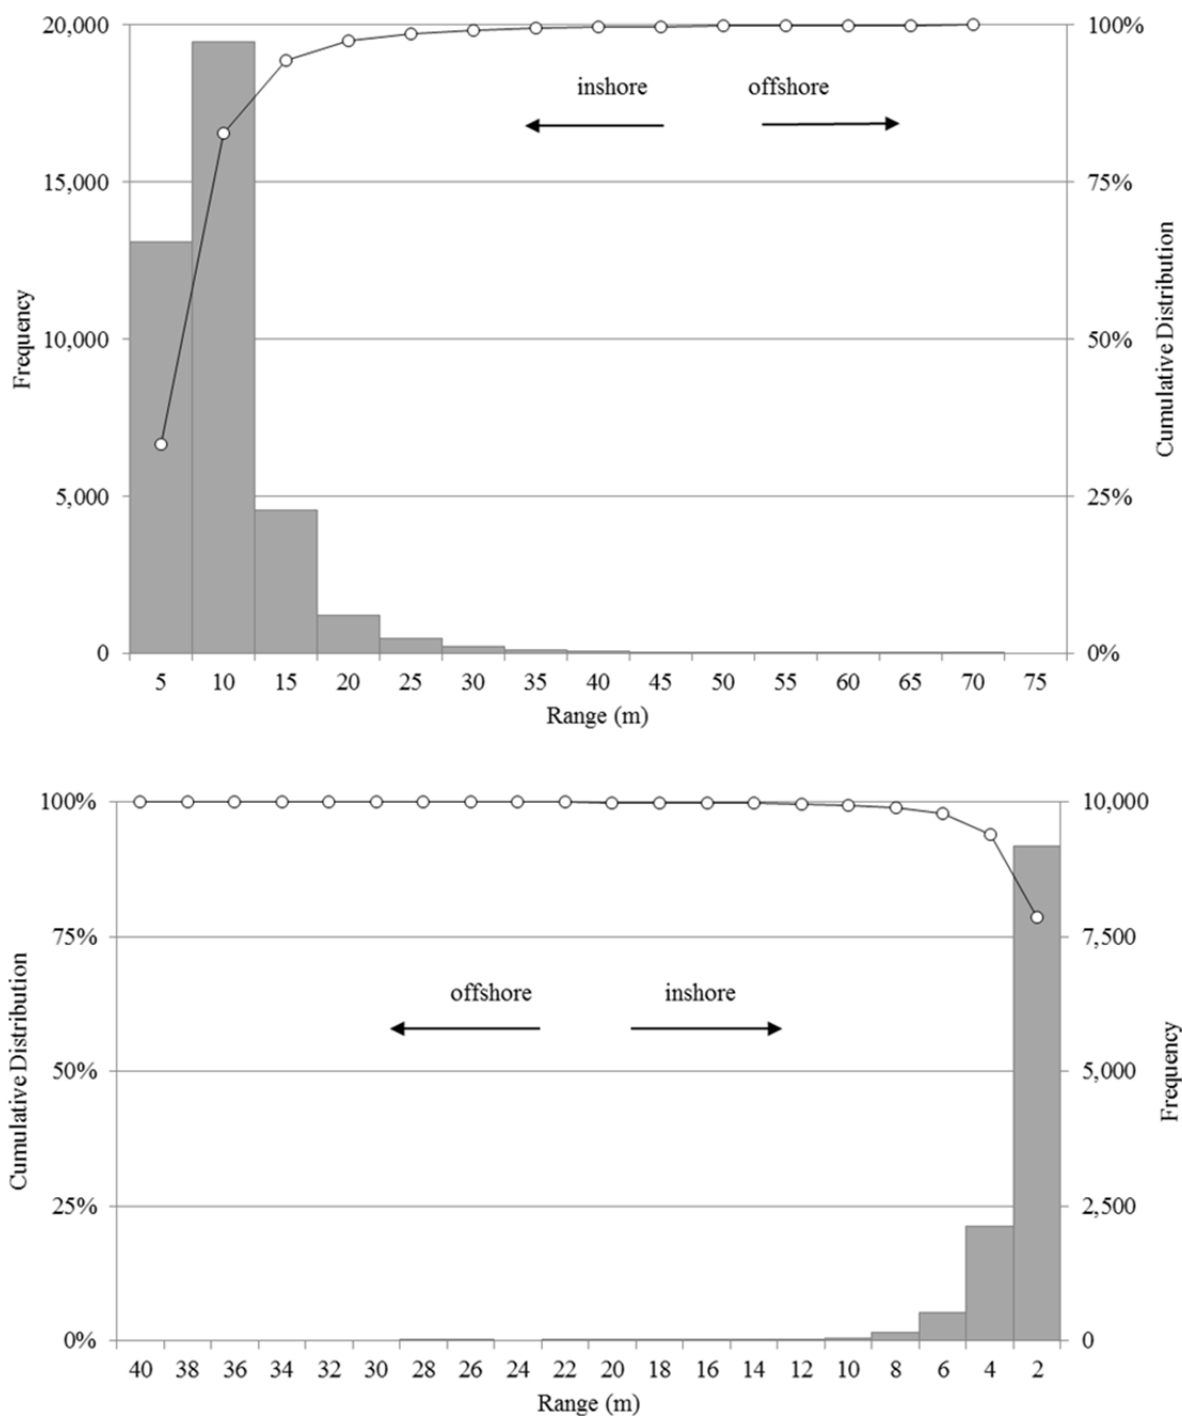 20,000
100%
inshore
offshore
15,000
75%
Frequency
Cumulative Distribution
10,000
50%
5,000
25%
0
0%
5 10 15 20 25 30 35 40 45 50 55 60 65 70 75
Range (m)
100%
10,000
75%
7,500
Cumulative Distribution
offshore
inshore
Frequency
50%
5,000
25%
2,500
0%
0
40 38 36 34 32 30 28 26 24 22 20 18 16 14 12 10 8 6 4 2
Range (m)